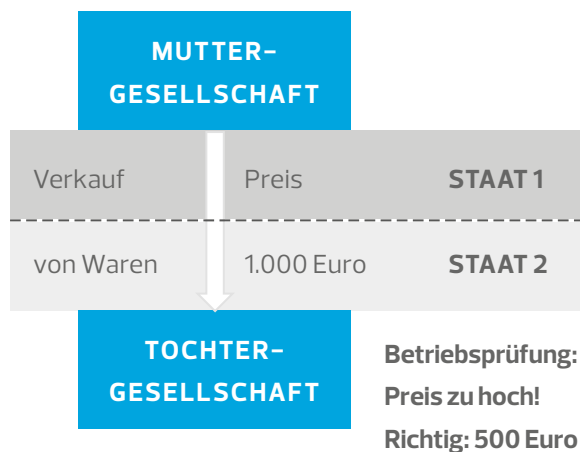 MUTTER-
GESELLSCHAFT
Verkauf Preis STAAT 1
von Waren 1.000 Euro STAAT 2
TOCHTER-
GESELLSCHAFT
Betriebsprüfung:
Preis zu hoch!
Richtig: 500 Euro